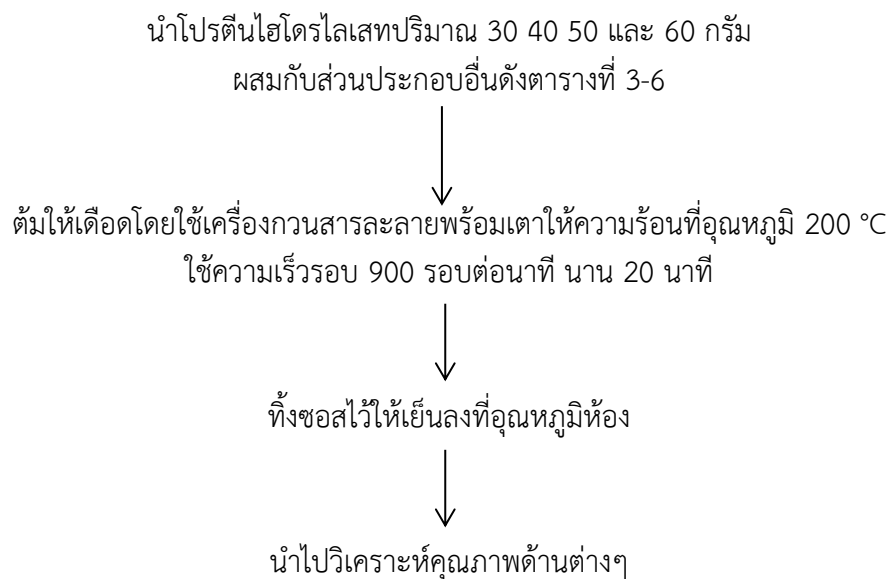 นำโปรตีนไฮโดรไลเสทปริมาณ 30 40 50 และ 60 กรัม
ผสมกับส่วนประกอบอื่นดังตารางที่ 3-6
ต้มให้เดือดโดยใช้เครื่องกวนสารละลายพร้อมเตาให้ความร้อนที่อุณหภูมิ 200 °C
ใช้ความเร็วรอบ 900 รอบต่อนาที นาน 20 นาที
ทิ้งซอสไว้ให้เย็นลงที่อุณหภูมิห้อง
นำไปวิเคราะห์คุณภาพด้านต่างๆ